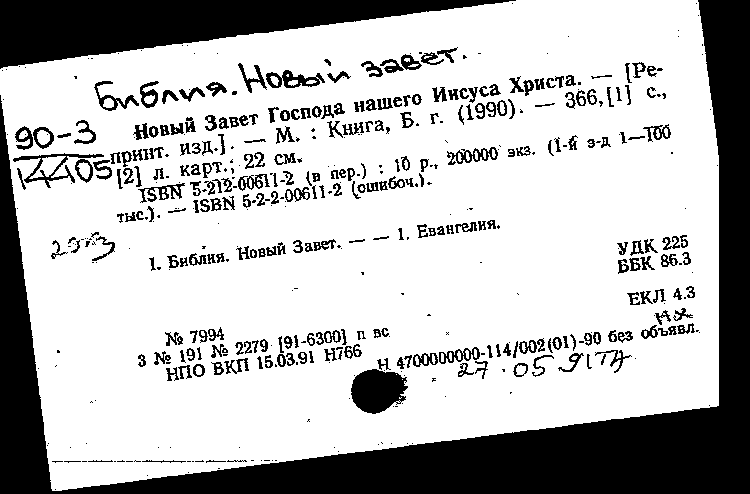 Библия. Новый завет.
90-3
14405
Новый Завет Господа нашего Иисуса Христа. — [Ре-
принт. изд.]. — М. : Книга, Б. г. (1990). — 366,[1] с.,
[2] л. карт.; 22 см.
ISBN 5-212-00611-2 (в пер.) : 10 р., 200000 экз. (1-й з-д 1—100
тыс.). — ISBN 5-2-2-00611-2 (ошибоч.).
1. Библия. Новый Завет. — — 1. Евангелия.
УДК 225
ББК 86.3
ЕКЛ 4.3
№ 7994
3 № 191 № 2279 [91-6300] п вс
НПО ВКП 15.03.91 Н766
Н 4700000000-114/002(01)-90 без объявл.
27.05 91